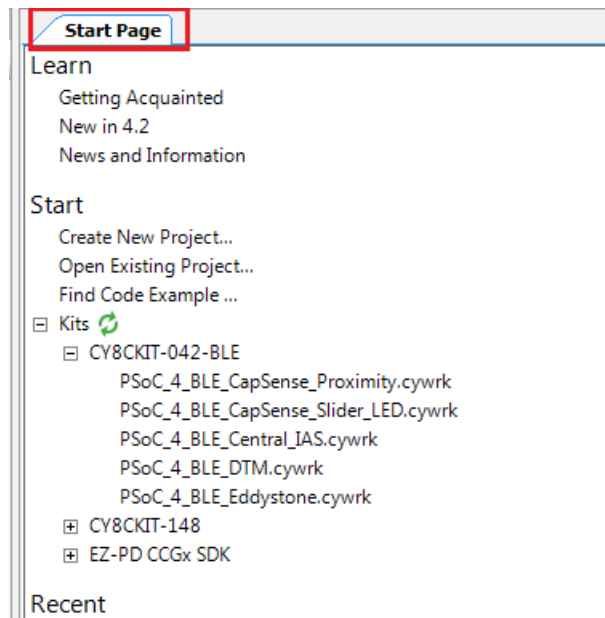 Start Page
Learn
Getting Acquainted
New in 4.2
News and Information
Start
Create New Project...
Open Existing Project...
Find Code Example ...
Kits
CY8CKIT-042-BLE
PSoC_4_BLE_CapSense_Proximity.cywrk
PSoC_4_BLE_CapSense_Slider_LED.cywrk
PSoC_4_BLE_Central_IAS.cywrk
PSoC_4_BLE_DTM.cywrk
PSoC_4_BLE_Eddystone.cywrk
CY8CKIT-148
EZ-PD CCGx SDK
Recent